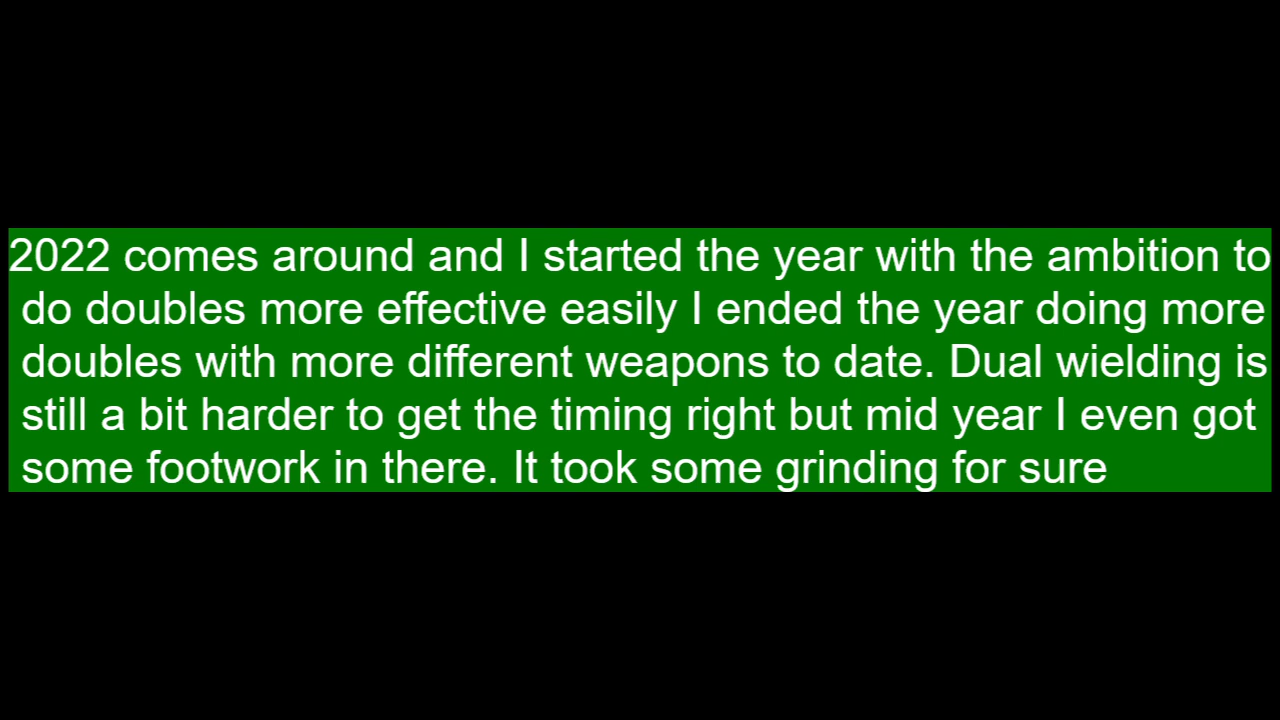 2022 comes around and I started the year with the ambition to
do doubles more effective easily I ended the year doing more
doubles with more different weapons to date. Dual wielding is
still a bit harder to get the timing right but mid year I even got
some footwork in there. It took some grinding for sure